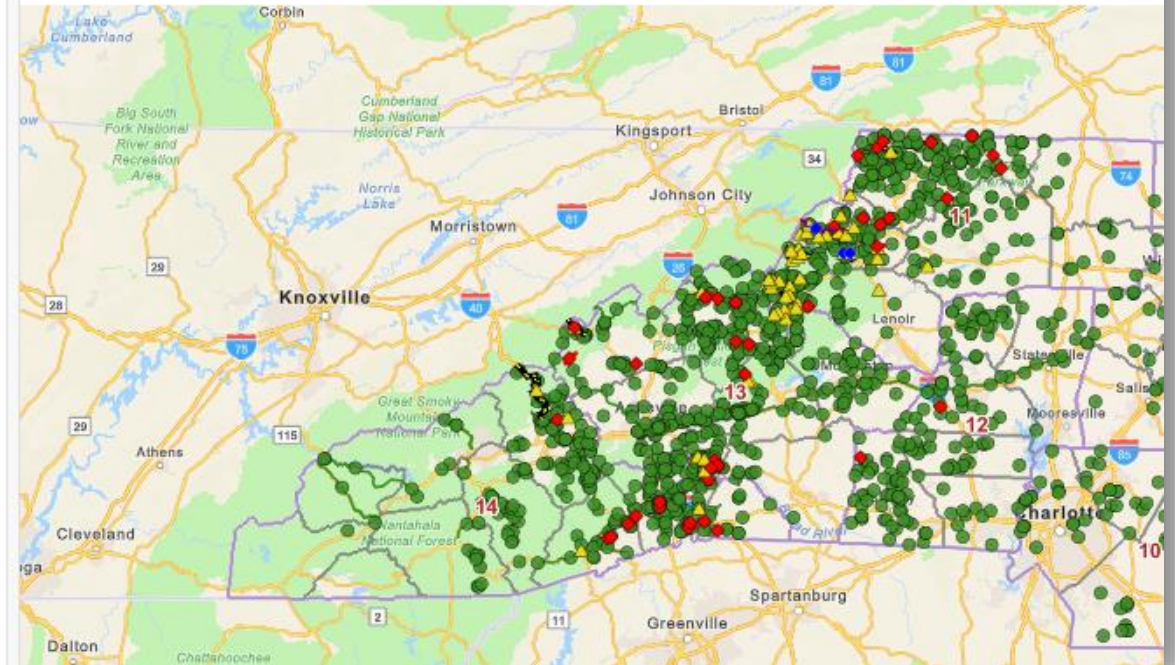 Corbin
Lake
Cumberland
81
81
Big South
Fork National
River and
Recreation
Area
Cumberland
Gap National
Historical Park
Bristol
Kingsport
34
74
Norris
Lake
Johnson City
81
11
Morristown
29
26
28
Knoxville
40
Lenoir
75
13
Great Smoky
Mountains
National Park
29
115
Mooresville
12
Athens
85
14
Nantahala
National Forest
Charlotte
Cleveland
10
Spartanburg
2
11
Greenville
Dalton
Chattahoochee